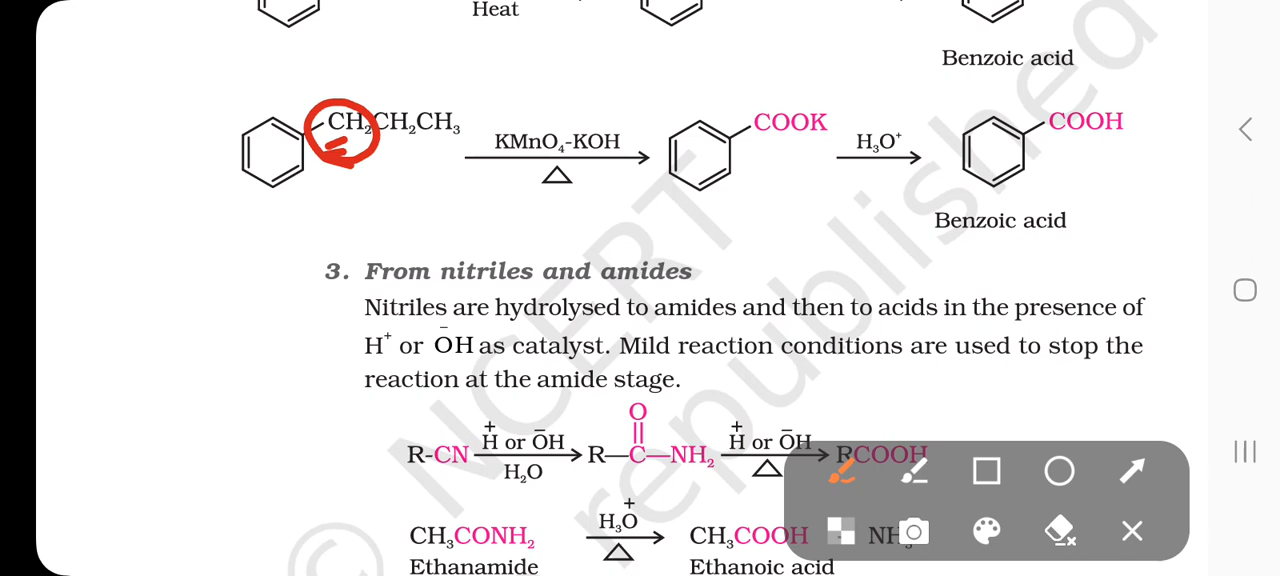 Heat
Benzoic acid
CH₂CH₂CH₃
KMnO₄-KOH
COOK
H₃O⁺
COOH
Benzoic acid
3. From nitriles and amides
Nitriles are hydrolysed to amides and then to acids in the presence of
H⁺ or ŌH as catalyst. Mild reaction conditions are used to stop the
reaction at the amide stage.
O
R-CN H⁺ or ŌH H₂O R—C—NH₂ H⁺ or ŌH RCOOH
CH₃CONH₂ H₃O⁺ CH₃COOH
Ethanamide Ethanoic acid
© NCERT
republished